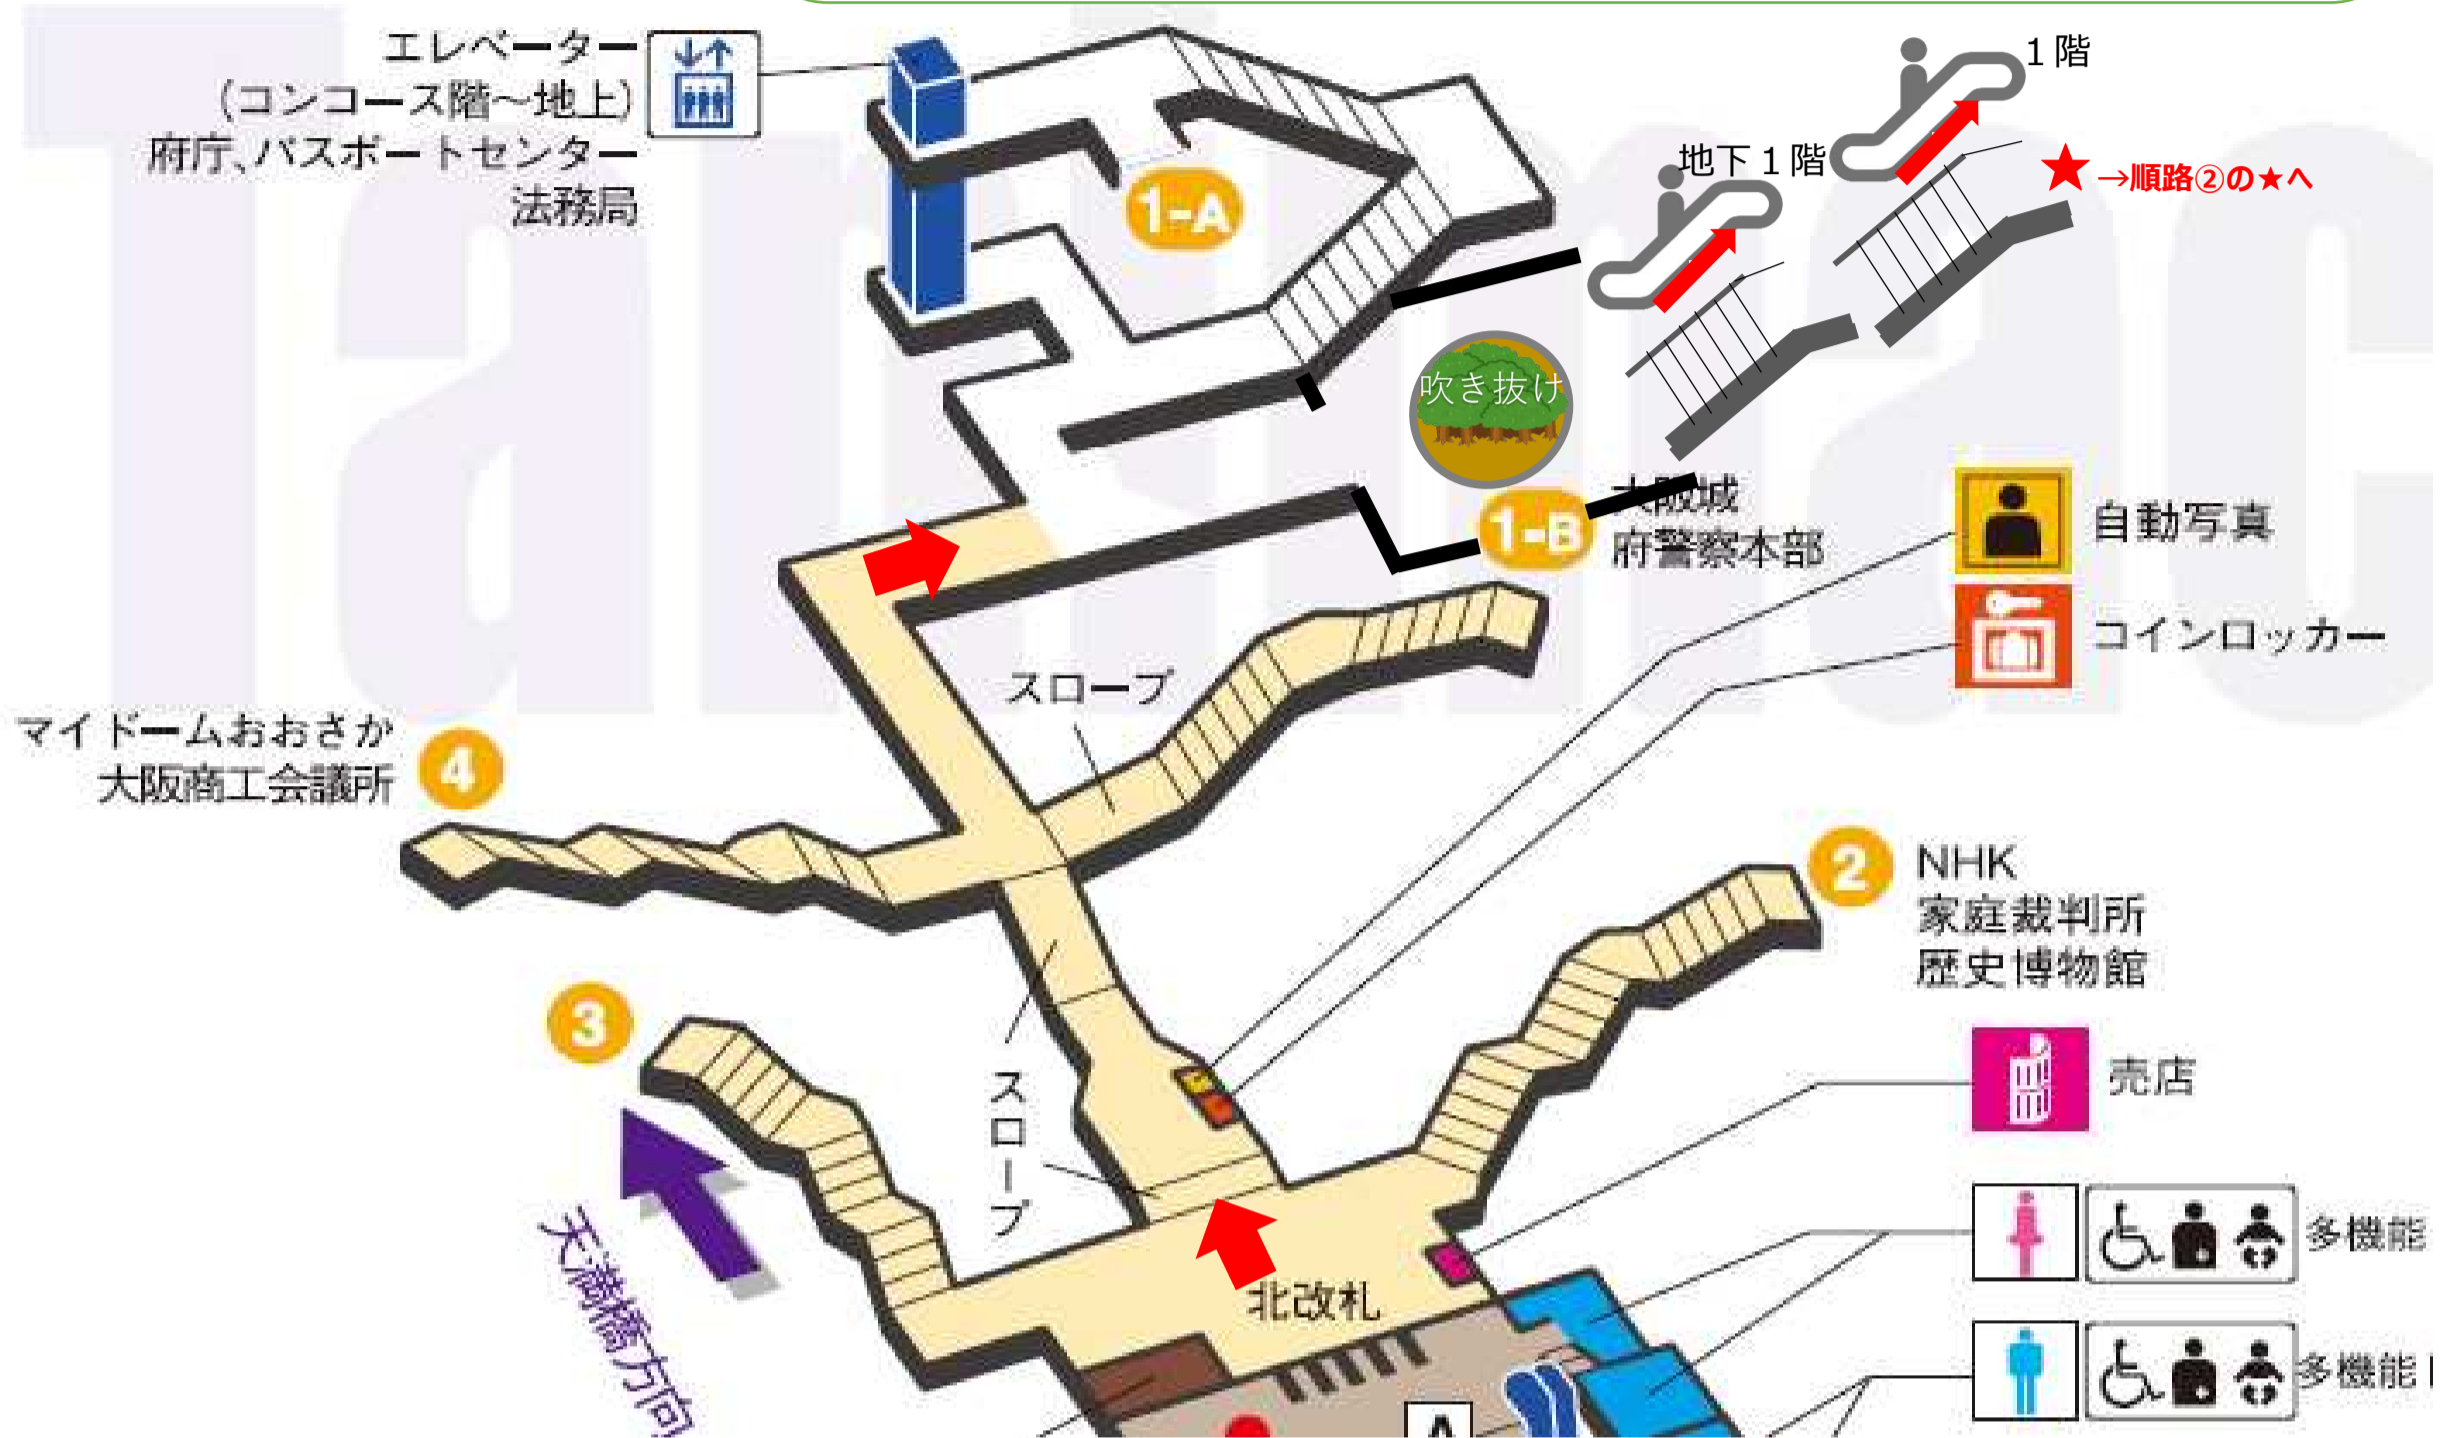 エレベーター
(コンコース階～地上)
府庁、パスポートセンター
法務局
1階
地下1階
→順路②の★へ
1-A
吹き抜け
1-B
大阪城
府警察本部
自動写真
コインロッカー
スロープ
マイドームおおさか
大阪商工会議所
4
2
NHK
家庭裁判所
歴史博物館
3
スロープ
売店
天満橋方向
北改札
多機能
多機能
A